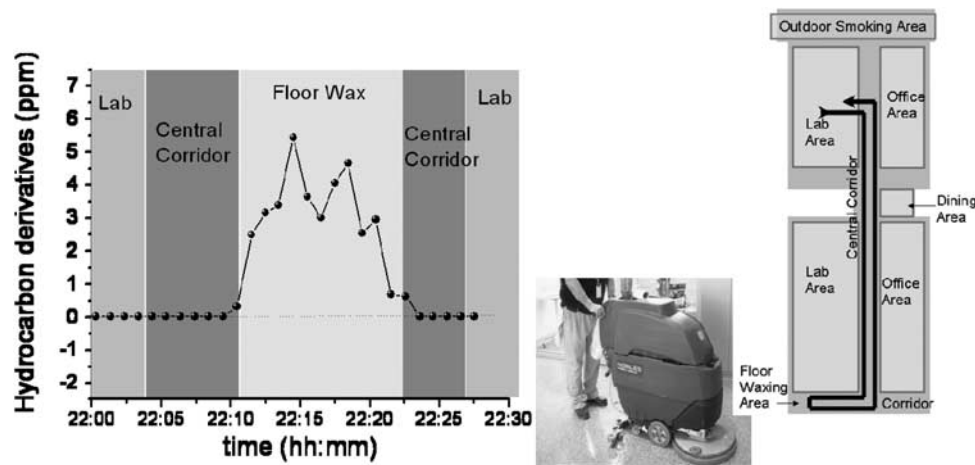 Hydrocarbon derivatives (ppm)
7
6
5
4
3
2
1
0
-1
-2
Lab
Central
Corridor
Floor Wax
Central
Corridor
Lab
22:00 22:05 22:10 22:15 22:20 22:25 22:30
time (hh:mm)
Outdoor Smoking Area
Lab
Area
Office
Area
Central Corridor
Dining
Area
Lab
Area
Office
Area
Floor
Waxing
Area
Corridor